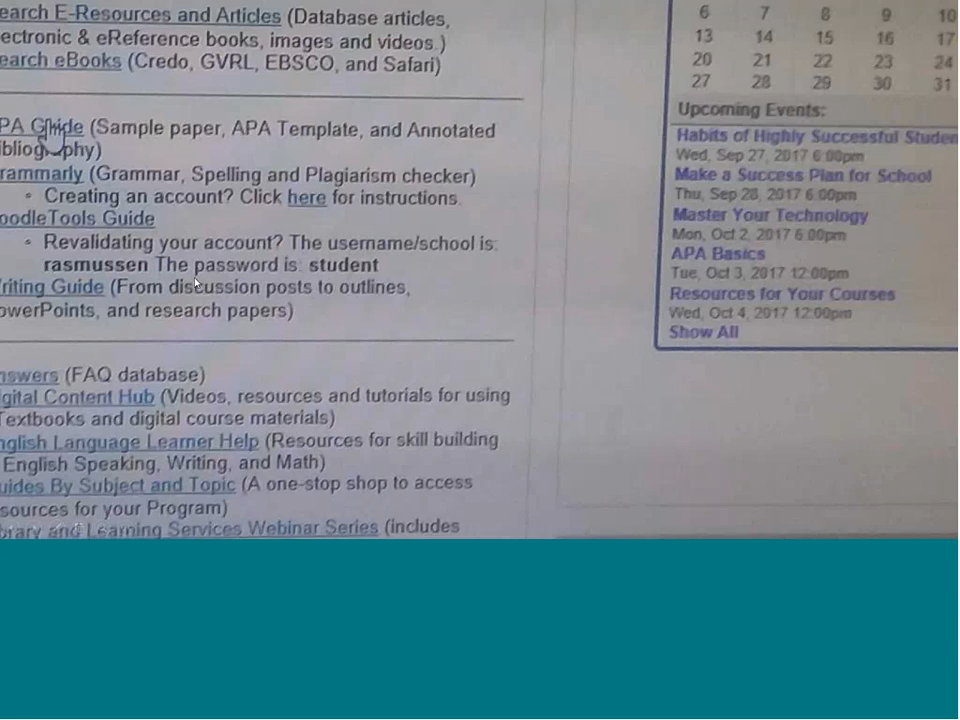 earch E-Resources and Articles (Database articles,
ectronic & eReference books, images and videos.)
earch eBooks (Credo, GVRL, EBSCO, and Safari)
PA Guide (Sample paper, APA Template, and Annotated
ibliography)
rammarly (Grammar, Spelling and Plagiarism checker)
Creating an account? Click here for instructions.
oodleTools Guide
Revalidating your account? The username/school is:
rasmussen The password is: student
riting Guide (From discussion posts to outlines,
owerPoints, and research papers)
nswers (FAQ database)
igital Content Hub (Videos, resources and tutorials for using
Textbooks and digital course materials)
nglish Language Learner Help (Resources for skill building
English Speaking, Writing, and Math)
uides By Subject and Topic (A one-stop shop to access
sources for your Program)
brary and Learning Services Webinar Series (includes
6 7 8 9 10
13 14 15 16 17
20 21 22 23 24
27 28 29 30 31
Upcoming Events:
Habits of Highly Successful Studen
Wed, Sep 27, 2017 6:00pm
Make a Success Plan for School
Thu, Sep 28, 2017 6:00pm
Master Your Technology
Mon, Oct 2, 2017 6:00pm
APA Basics
Tue, Oct 3, 2017 12:00pm
Resources for Your Courses
Wed, Oct 4, 2017 12:00pm
Show All